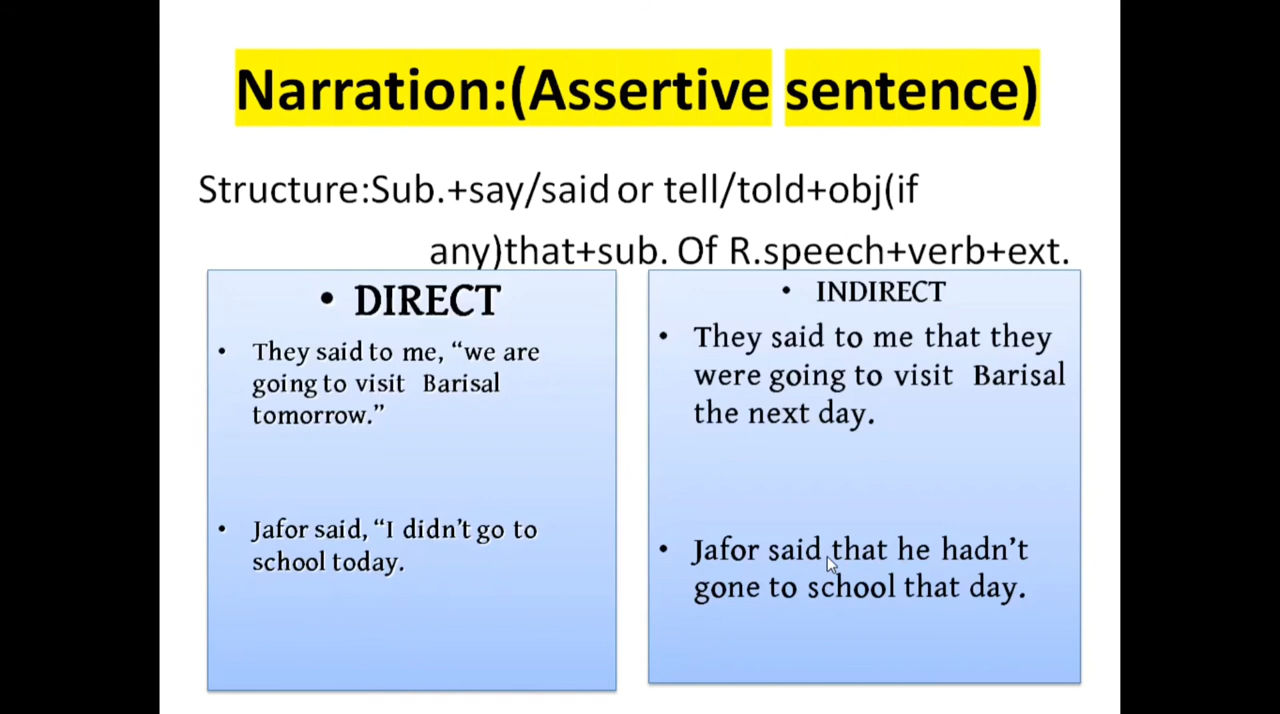 Narration:(Assertive sentence)
Structure:Sub.+say/said or tell/told+obj(if
any)that+sub. Of R.speech+verb+ext.
• DIRECT
• They said to me, “we are
going to visit Barisal
tomorrow.”
• Jafor said, “I didn’t go to
school today.
• INDIRECT
• They said to me that they
were going to visit Barisal
the next day.
• Jafor said that he hadn’t
gone to school that day.